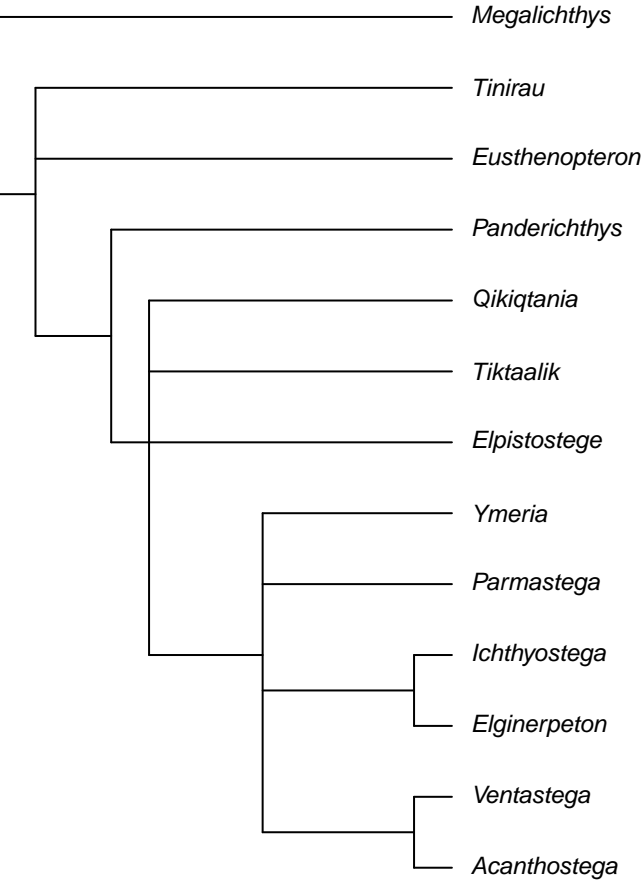 Megalichthys
Tinirau
Eusthenopteron
Panderichthys
Qikiqtania
Tiktaalik
Elpistostege
Ymeria
Parmastega
Ichthyostega
Elginerpeton
Ventastega
Acanthostega